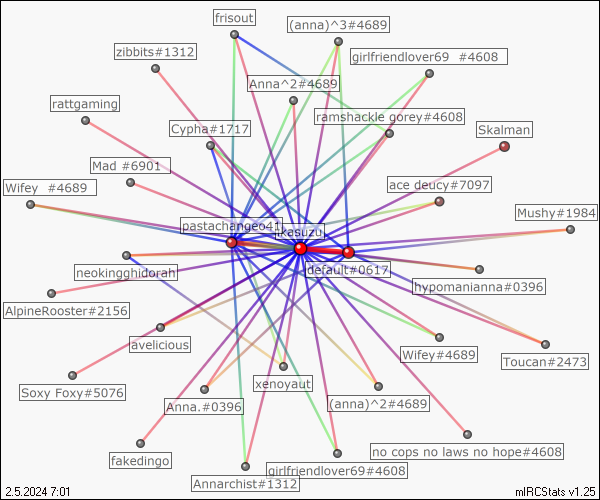 frisout
(anna)^3#4689
zibbits#1312
girlfriendlover69 #4608
Anna^2#4689
rattgaming
ramshackle gorey#4608
Cypha#1717
Skalman
Mad #6901
ace deucy#7097
Wifey #4689
Mushy#1984
pastachangeo41
ikasuzu
default#0617
neokingghidorah
hypomanianna#0396
AlpineRooster#2156
avelicious
Wifey#4689
Toucan#2473
xenoyaut
Soxy Foxy#5076
Anna.#0396
(anna)^2#4689
no cops no laws no hope#4608
fakedingo
girlfriendlover69#4608
Annarchist#1312
2.5.2024 7:01
mIRCStats v1.25